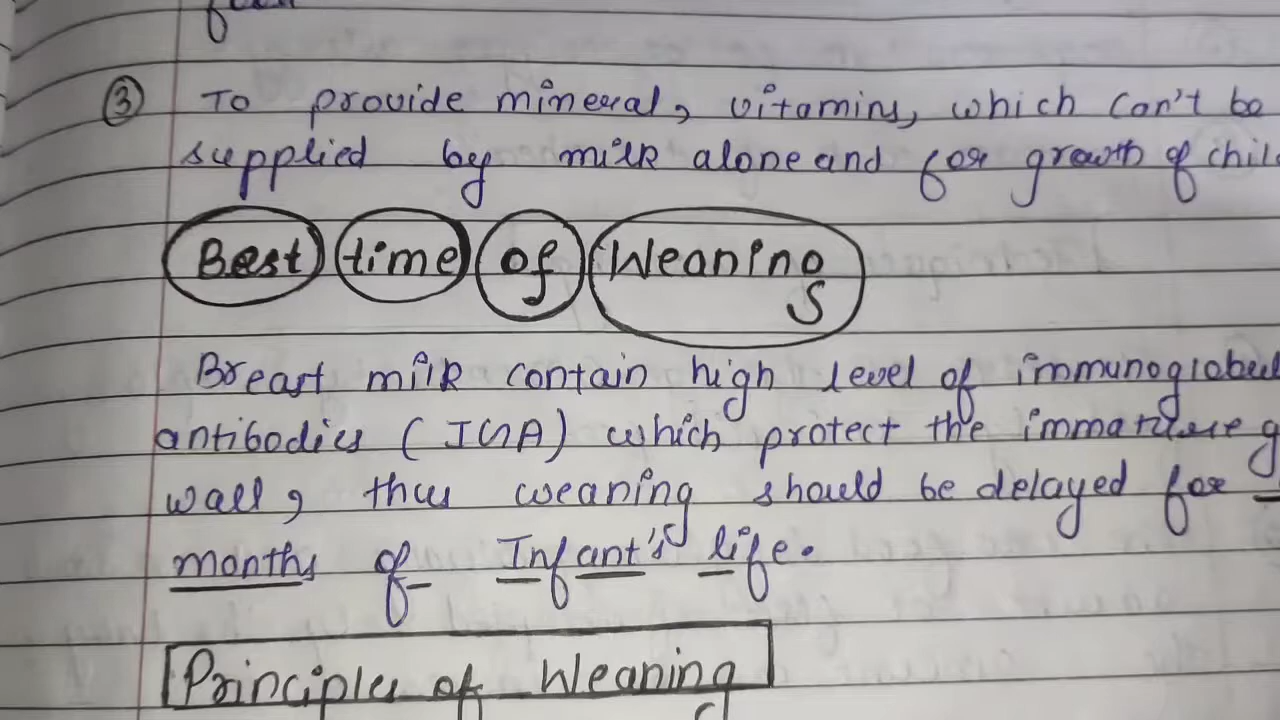 ③ To provide mineral, vitamins, which can't be
supplied by milk alone and for growth of chil
Best time of Weaning
Breast milk contain high level of immunoglobul
antibodies (IGA) which protect the immature g
wall, thus weaning should be delayed for
months of Infant's life.
Principles of Weaning